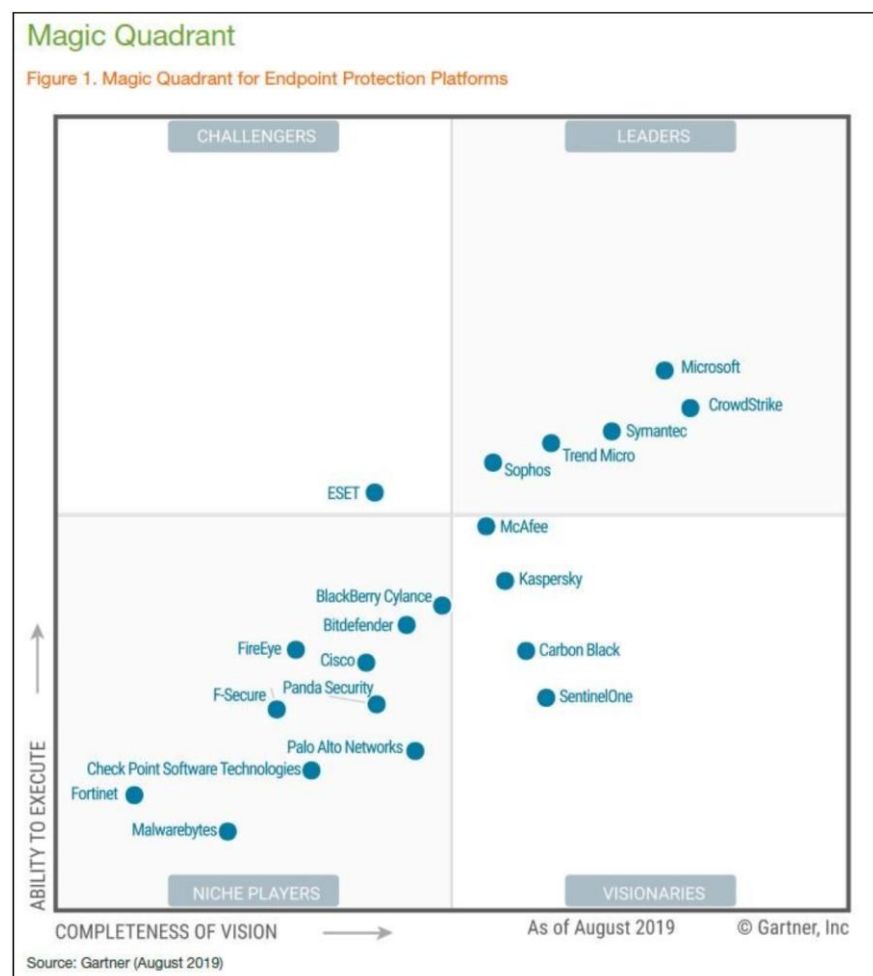 Magic Quadrant
Figure 1. Magic Quadrant for Endpoint Protection Platforms
CHALLENGERS
LEADERS
Microsoft
CrowdStrike
Symantec
Trend Micro
Sophos
ESET
McAfee
Kaspersky
BlackBerry Cylance
Bitdefender
FireEye
Carbon Black
Cisco
Panda Security
F-Secure
SentinelOne
Palo Alto Networks
Check Point Software Technologies
Fortinet
Malwarebytes
NICHE PLAYERS
VISIONARIES
ABILITY TO EXECUTE
COMPLETENESS OF VISION
As of August 2019
© Gartner, Inc
Source: Gartner (August 2019)